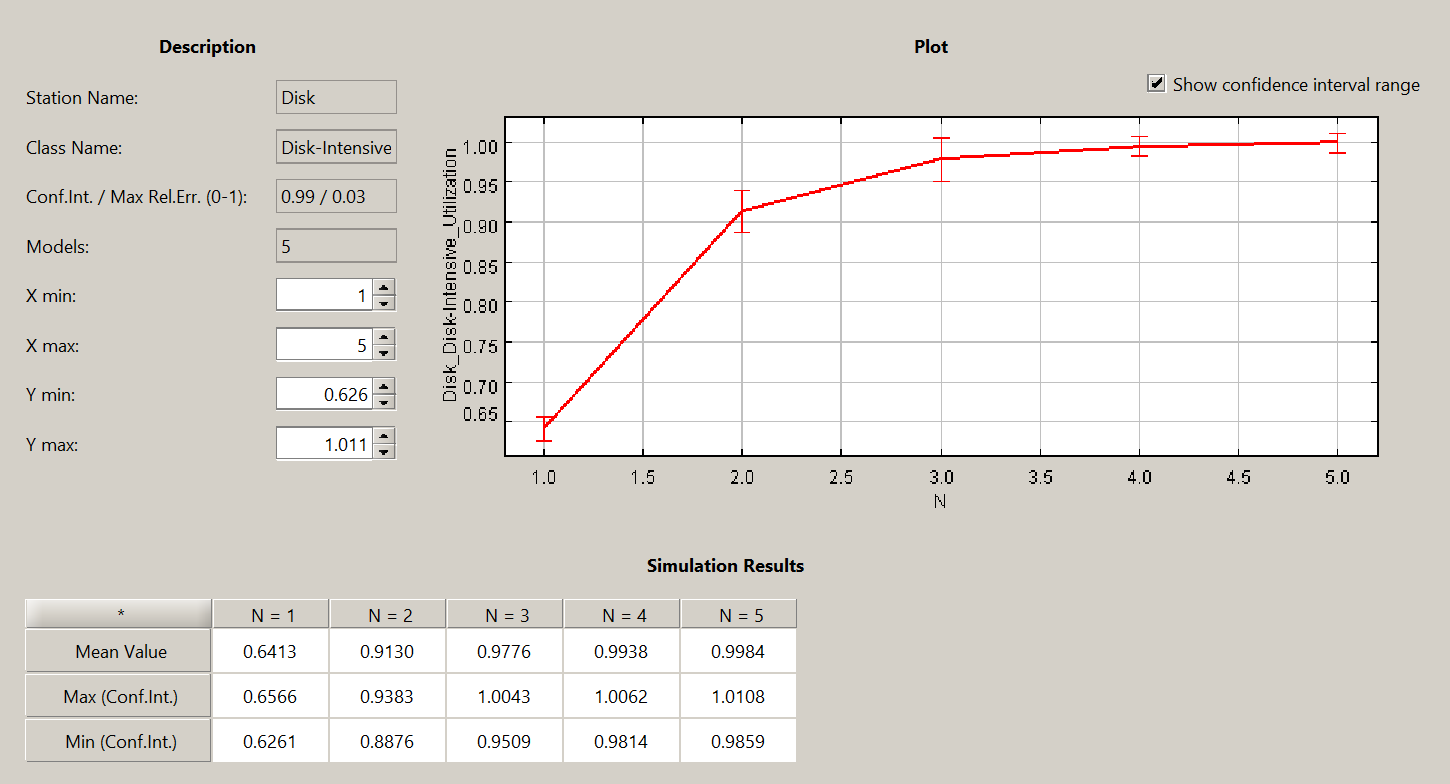 Description
Station Name: Disk
Class Name: Disk-Intensive
Conf.Int. / Max Rel.Err. (0-1): 0.99 / 0.03
Models: 5
X min: 1
X max: 5
Y min: 0.626
Y max: 1.011
Plot
Show confidence interval range
Disk_Disk-Intensive_Utilization
1.00
0.95
0.90
0.85
0.80
0.75
0.70
0.65
1.0 1.5 2.0 2.5 3.0 3.5 4.0 4.5 5.0
N
Simulation Results
* N = 1 N = 2 N = 3 N = 4 N = 5
Mean Value 0.6413 0.9130 0.9776 0.9938 0.9984
Max (Conf.Int.) 0.6566 0.9383 1.0043 1.0062 1.0108
Min (Conf.Int.) 0.6261 0.8876 0.9509 0.9814 0.9859